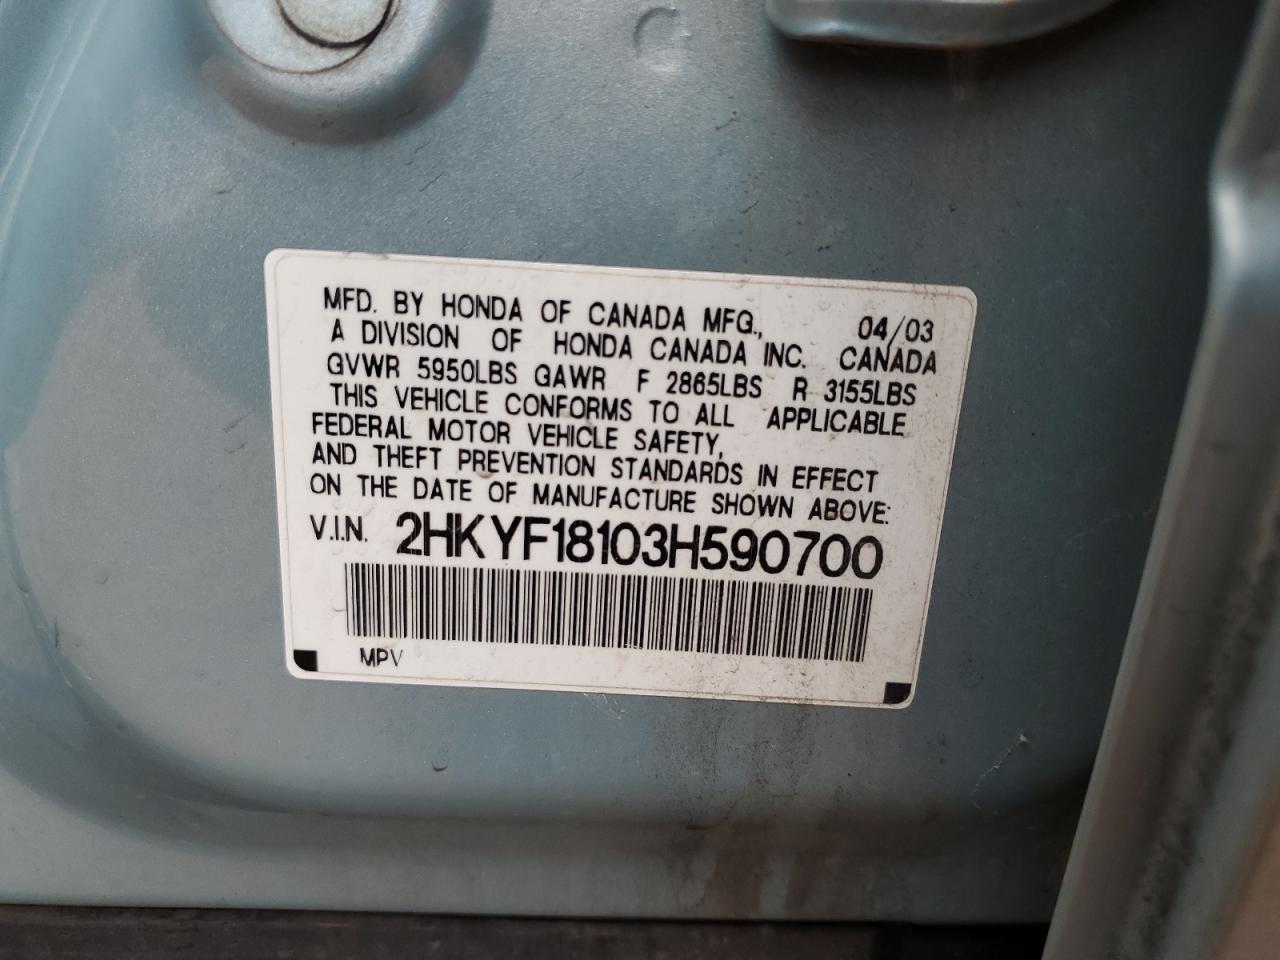 MFD. BY HONDA OF CANADA MFG., 04/03
A DIVISION OF HONDA CANADA INC. CANADA
GVWR 5950LBS GAWR F 2865LBS R 3155LBS
THIS VEHICLE CONFORMS TO ALL APPLICABLE
FEDERAL MOTOR VEHICLE SAFETY,
AND THEFT PREVENTION STANDARDS IN EFFECT
ON THE DATE OF MANUFACTURE SHOWN ABOVE:
V.I.N. 2HKYF18103H590700
MPV